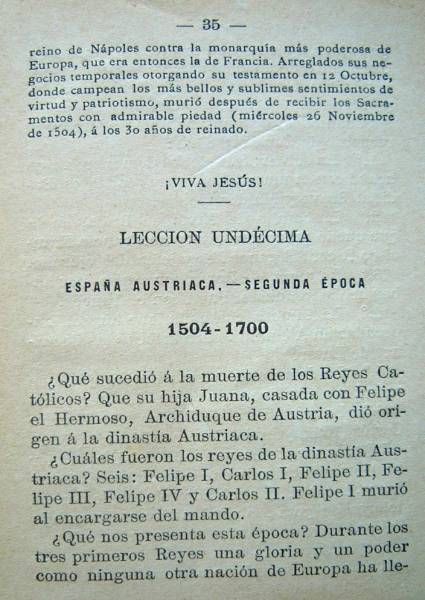 — 35 —
reino de Nápoles contra la monarquía más poderosa de
Europa, que era entonces la de Francia. Arreglados sus ne-
gocios temporales otorgando su testamento en 12 Octubre,
donde campean los más bellos y sublimes sentimientos de
virtud y patriotismo, murió después de recibir los Sacra-
mentos con admirable piedad (miércoles 26 Noviembre
de 1504), á los 30 años de reinado.
¡VIVA JESÚS!
LECCION UNDÉCIMA
ESPAÑA AUSTRIACA.—SEGUNDA ÉPOCA
1504-1700
¿Qué sucedió á la muerte de los Reyes Ca-
tólicos? Que su hija Juana, casada con Felipe
el Hermoso, Archiduque de Austria, dió orí-
gen á la dinastía Austriaca.
¿Cuáles fueron los reyes de la dinastía Aus-
triaca? Seis: Felipe I, Carlos I, Felipe II, Fe-
lipe III, Felipe IV y Carlos II. Felipe I murió
al encargarse del mando.
¿Qué nos presenta esta época? Durante los
tres primeros Reyes una gloria y un poder
como ninguna otra nación de Europa ha lle-